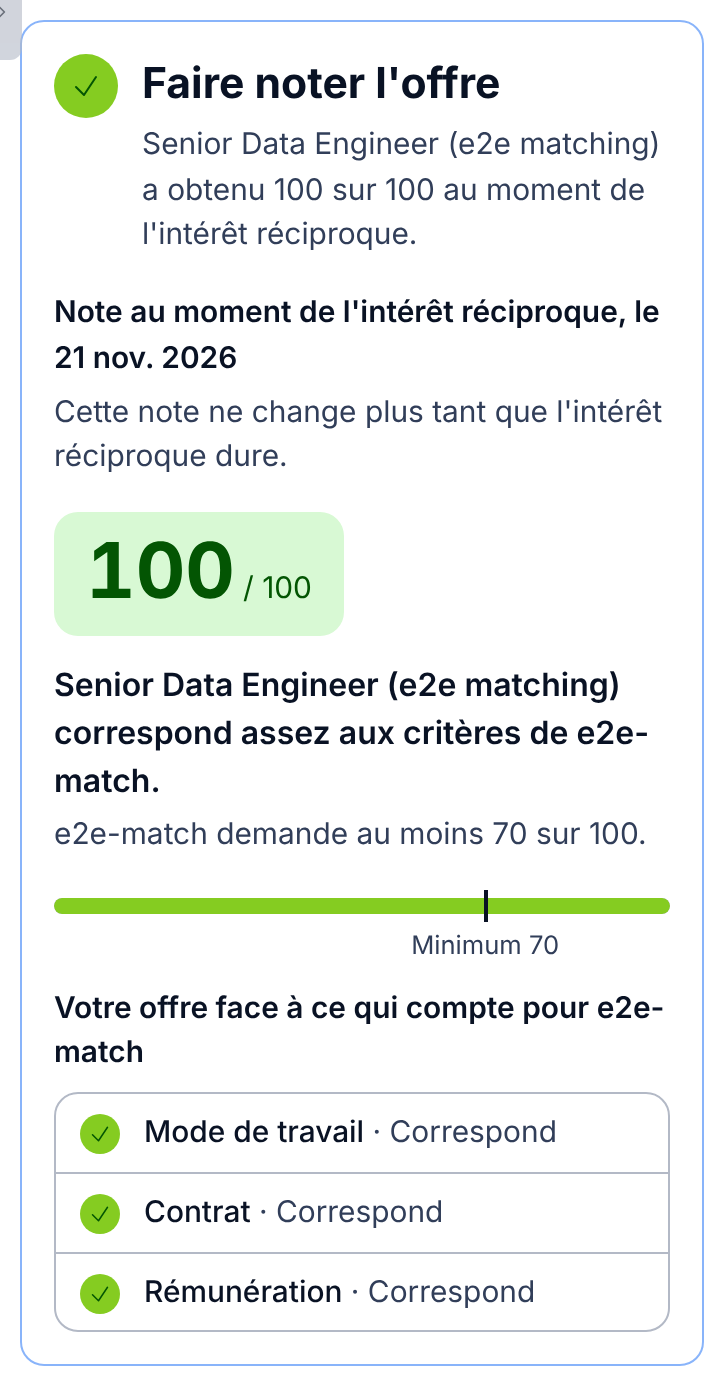 Faire noter l'offre
Senior Data Engineer (e2e matching)
a obtenu 100 sur 100 au moment de
l'intérêt réciproque.
Note au moment de l'intérêt réciproque, le
21 nov. 2026
Cette note ne change plus tant que l'intérêt
réciproque dure.
100 / 100
Senior Data Engineer (e2e matching)
correspond assez aux critères de e2e-
match.
e2e-match demande au moins 70 sur 100.
Minimum 70
Votre offre face à ce qui compte pour e2e-
match
Mode de travail · Correspond
Contrat · Correspond
Rémunération · Correspond